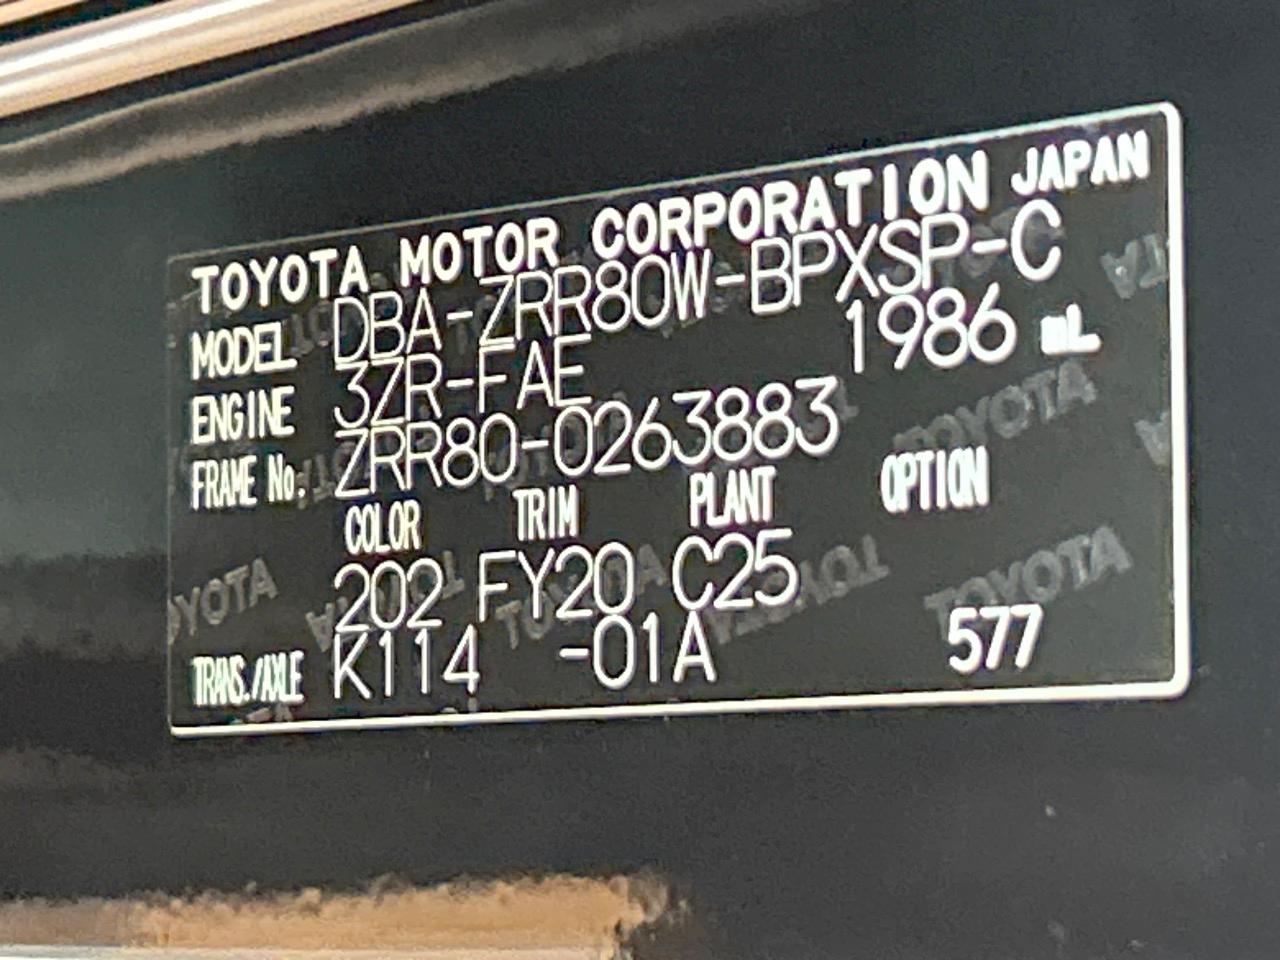 TOYOTA MOTOR CORPORATION JAPAN
MODEL DBA-ZRR80W-BPXSP-C
ENGINE 3ZR-FAE 1986 mL
FRAME No. ZRR80-0263883
COLOR TRIM PLANT OPTION
202 FY20 C25
TRANS./AXLE K114 -01A 577